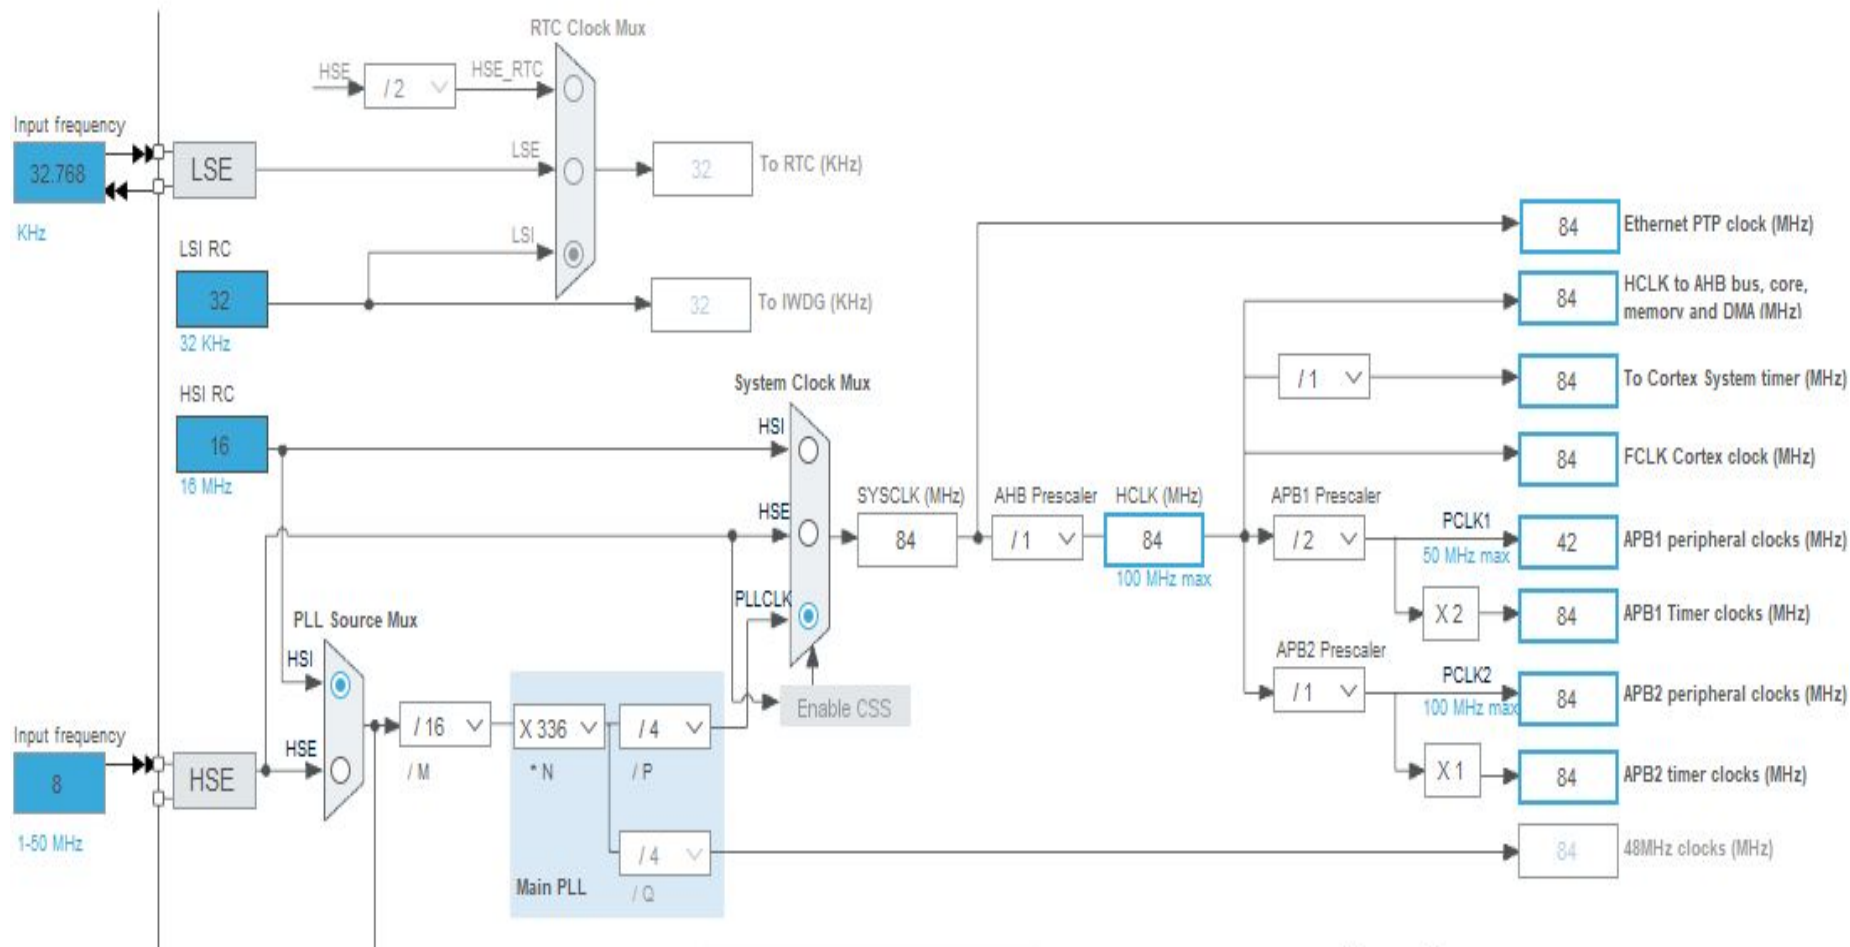 RTC Clock Mux
HSE
/ 2
HSE_RTC
Input frequency
32.768
KHz
LSE
LSE
32
To RTC (KHz)
LSI RC
32
32 KHz
LSI
32
To IWDG (KHz)
HSI RC
16
16 MHz
System Clock Mux
HSI
HSE
PLLCLK
SYSCLK (MHz)
84
AHB Prescaler
/ 1
HCLK (MHz)
84
100 MHz max
Enable CSS
PLL Source Mux
HSI
HSE
Input frequency
8
1-50 MHz
HSE
/ 16
/ M
X 336
* N
/ 4
/ P
/ 4
/ Q
Main PLL
84
Ethernet PTP clock (MHz)
84
HCLK to AHB bus, core,
memory and DMA (MHz)
/ 1
84
To Cortex System timer (MHz)
84
FCLK Cortex clock (MHz)
APB1 Prescaler
/ 2
PCLK1
50 MHz max
42
APB1 peripheral clocks (MHz)
X 2
84
APB1 Timer clocks (MHz)
APB2 Prescaler
/ 1
PCLK2
100 MHz max
84
APB2 peripheral clocks (MHz)
X 1
84
APB2 timer clocks (MHz)
84
48MHz clocks (MHz)